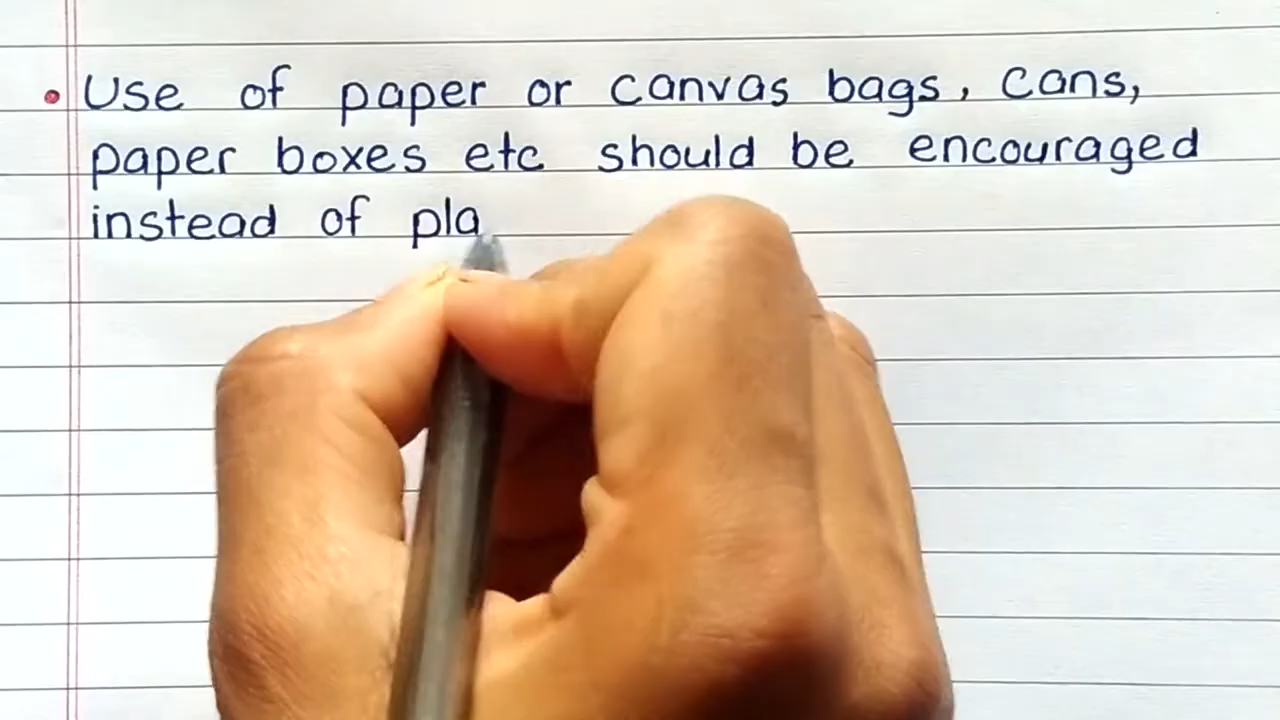 • Use of paper or canvas bags, cans,
paper boxes etc should be encouraged
instead of pla